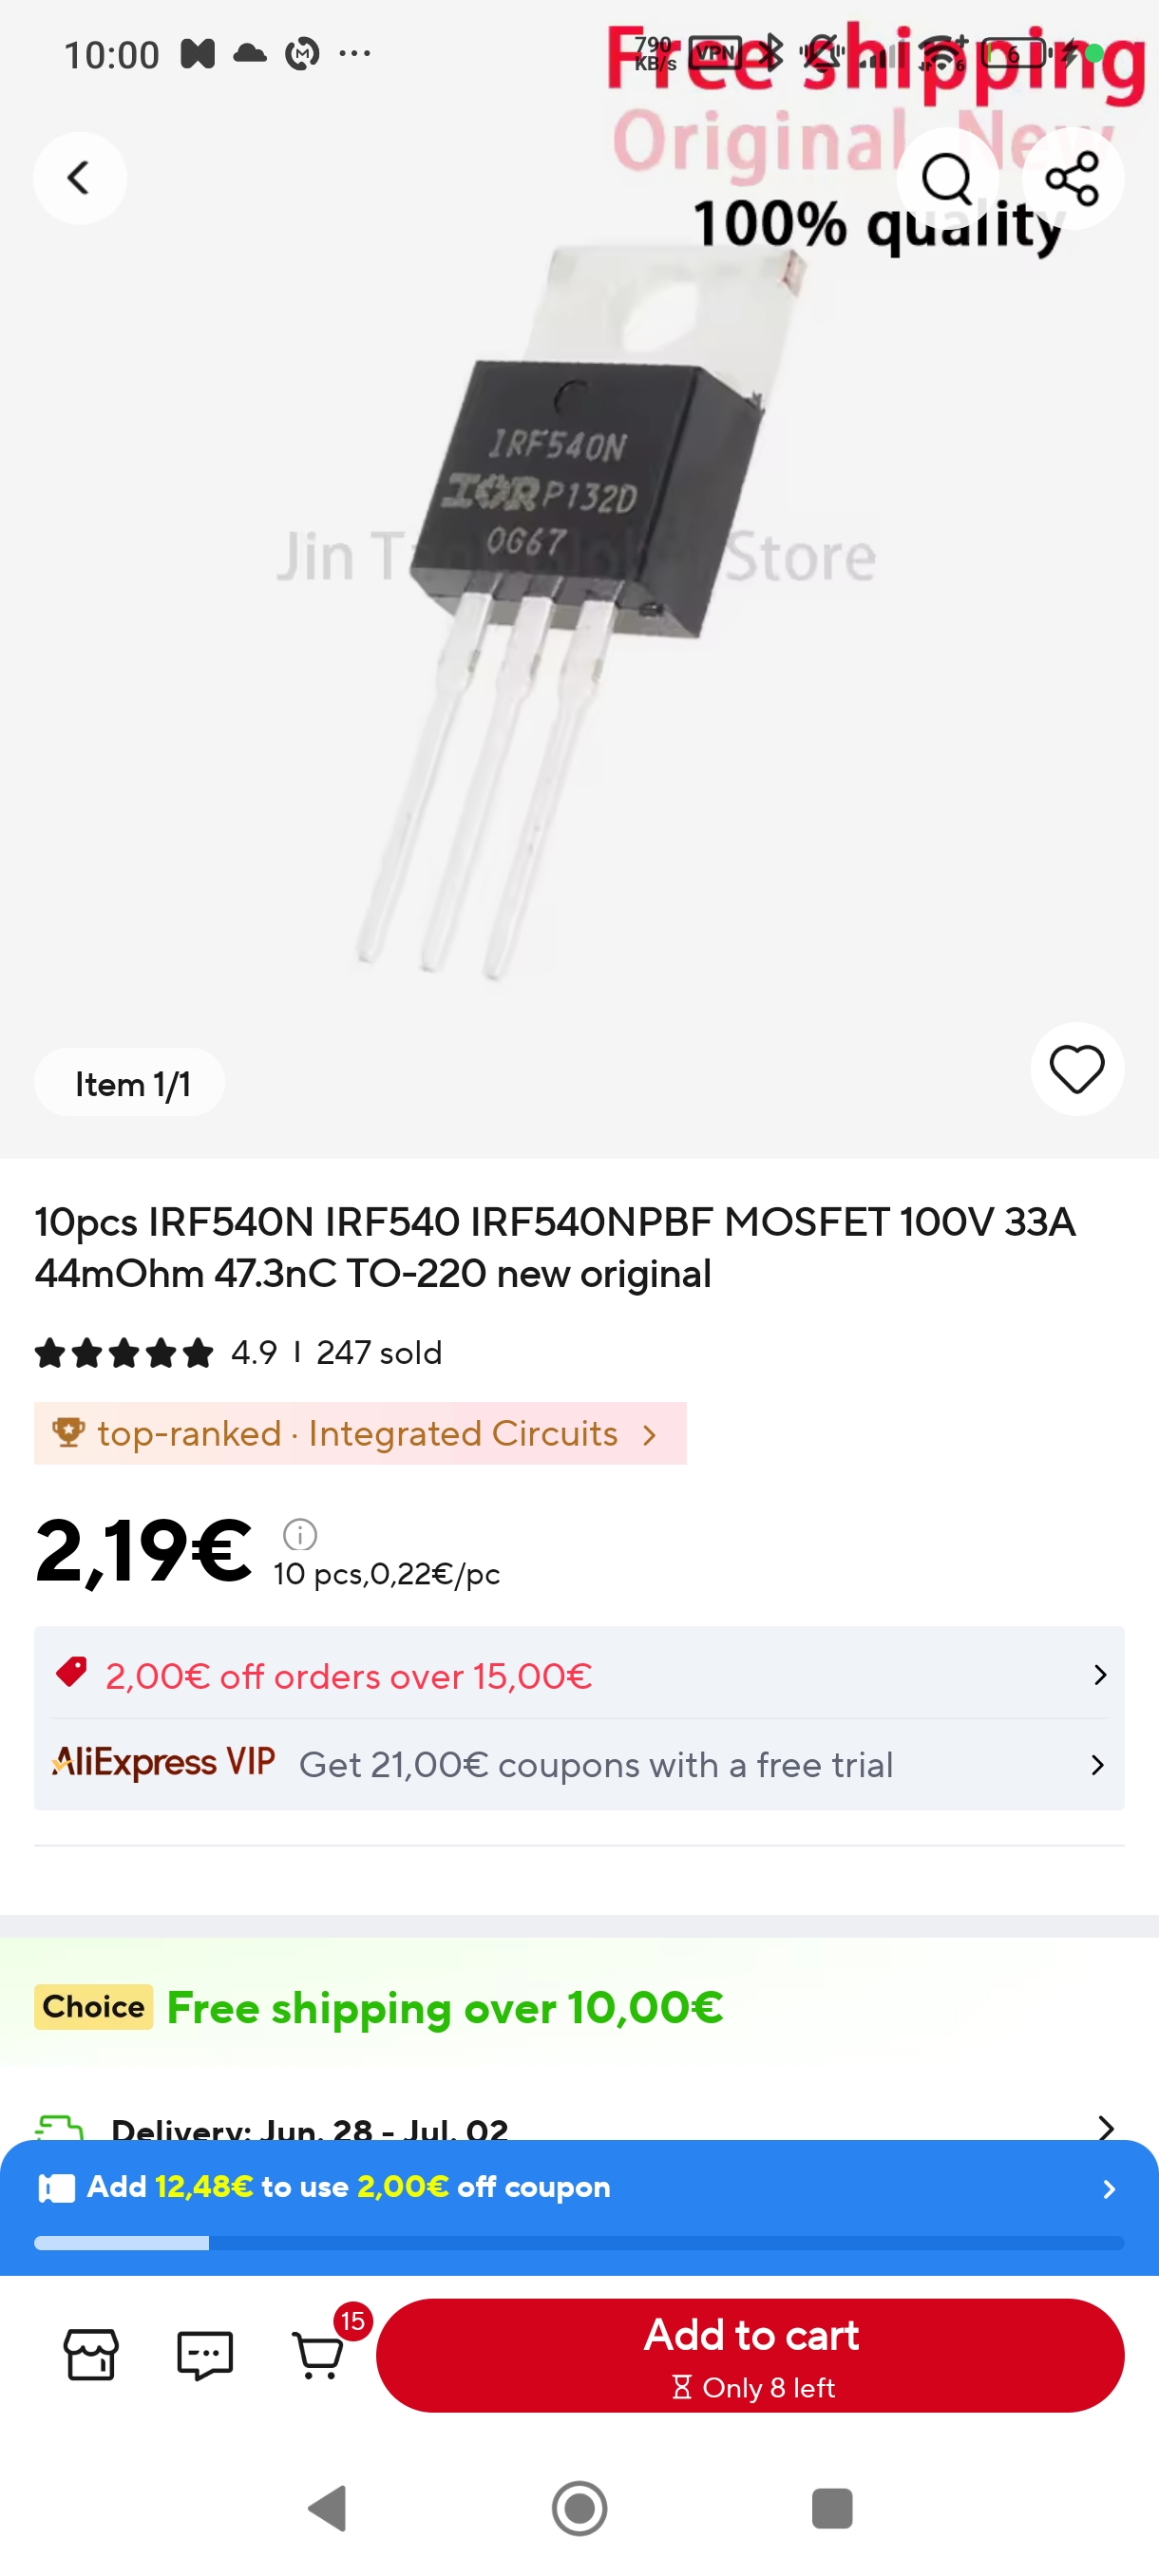 10:00
790
KB/s
VPN
6
Free shipping
Original New
100% quality
IRF540N
IOR P132D
0G67
Jin T Store
Item 1/1
10pcs IRF540N IRF540 IRF540NPBF MOSFET 100V 33A
44mOhm 47.3nC TO-220 new original
4.9 | 247 sold
top-ranked · Integrated Circuits
2,19€
10 pcs,0,22€/pc
2,00€ off orders over 15,00€
AliExpress VIP Get 21,00€ coupons with a free trial
Choice Free shipping over 10,00€
Delivery: Jun. 28 - Jul. 02
Add 12,48€ to use 2,00€ off coupon
15
Add to cart
Only 8 left